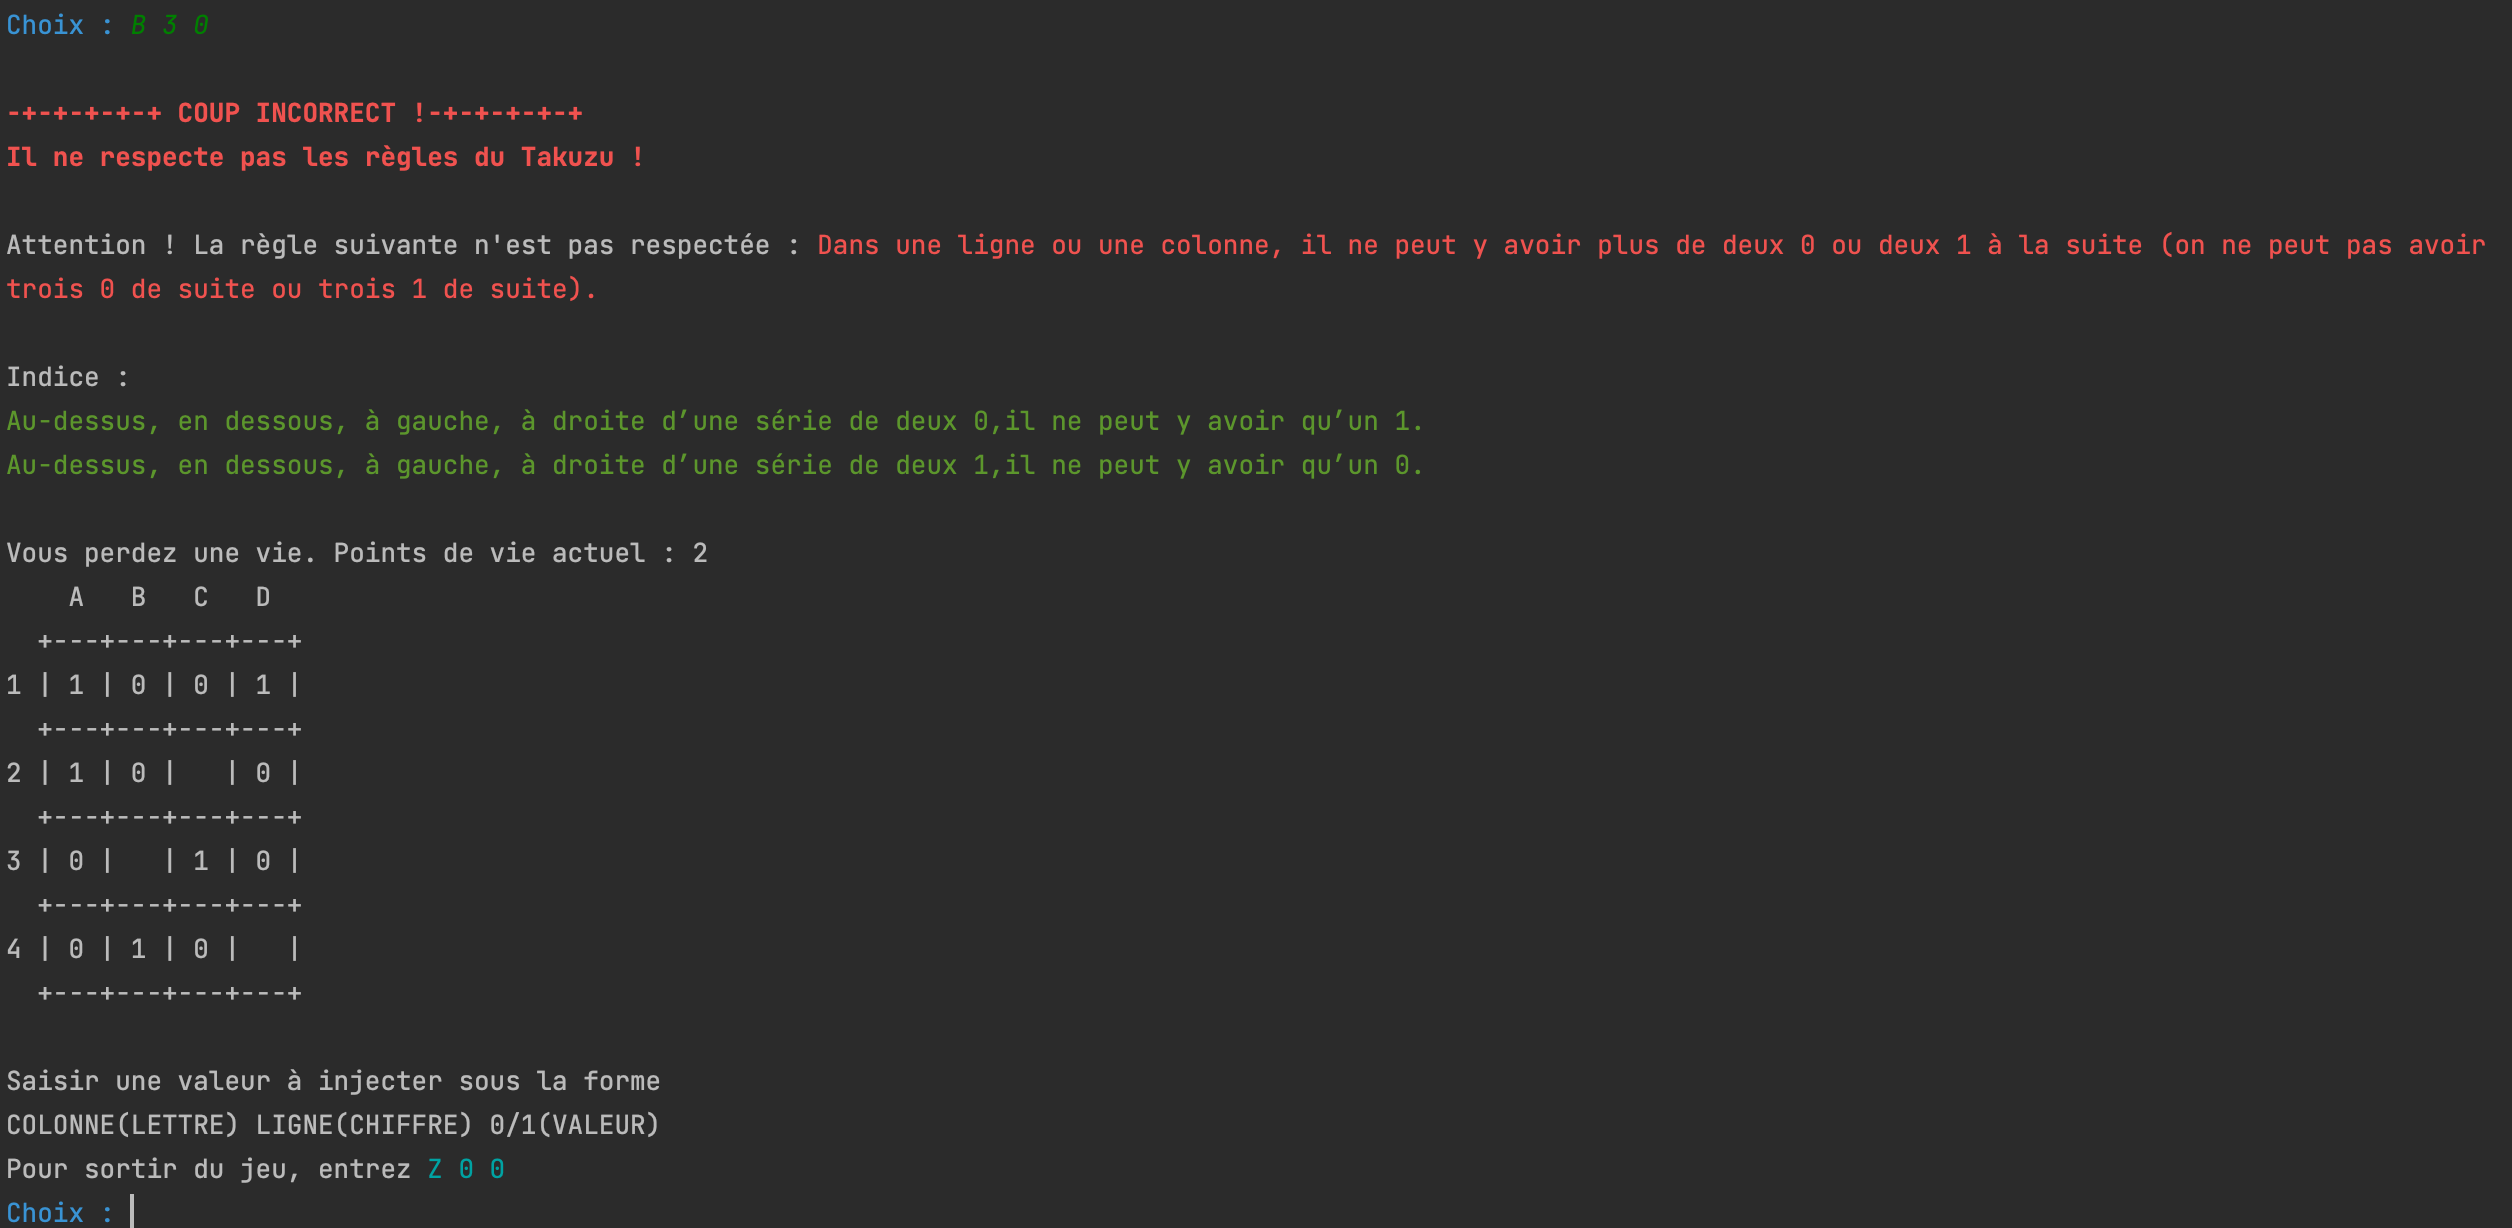 Choix : B 3 0
-+-+-+-+-+ COUP INCORRECT !-+-+-+-+-+
Il ne respecte pas les règles du Takuzu !
Attention ! La règle suivante n'est pas respectée : Dans une ligne ou une colonne, il ne peut y avoir plus de deux 0 ou deux 1 à la suite (on ne peut pas avoir
trois 0 de suite ou trois 1 de suite).
Indice :
Au-dessus, en dessous, à gauche, à droite d’une série de deux 0,il ne peut y avoir qu’un 1.
Au-dessus, en dessous, à gauche, à droite d’une série de deux 1,il ne peut y avoir qu’un 0.
Vous perdez une vie. Points de vie actuel : 2
    A   B   C   D
  +---+---+---+---+
1 | 1 | 0 | 0 | 1 |
  +---+---+---+---+
2 | 1 | 0 |   | 0 |
  +---+---+---+---+
3 | 0 |   | 1 | 0 |
  +---+---+---+---+
4 | 0 | 1 | 0 |   |
  +---+---+---+---+
Saisir une valeur à injecter sous la forme
COLONNE(LETTRE) LIGNE(CHIFFRE) 0/1(VALEUR)
Pour sortir du jeu, entrez Z 0 0
Choix :